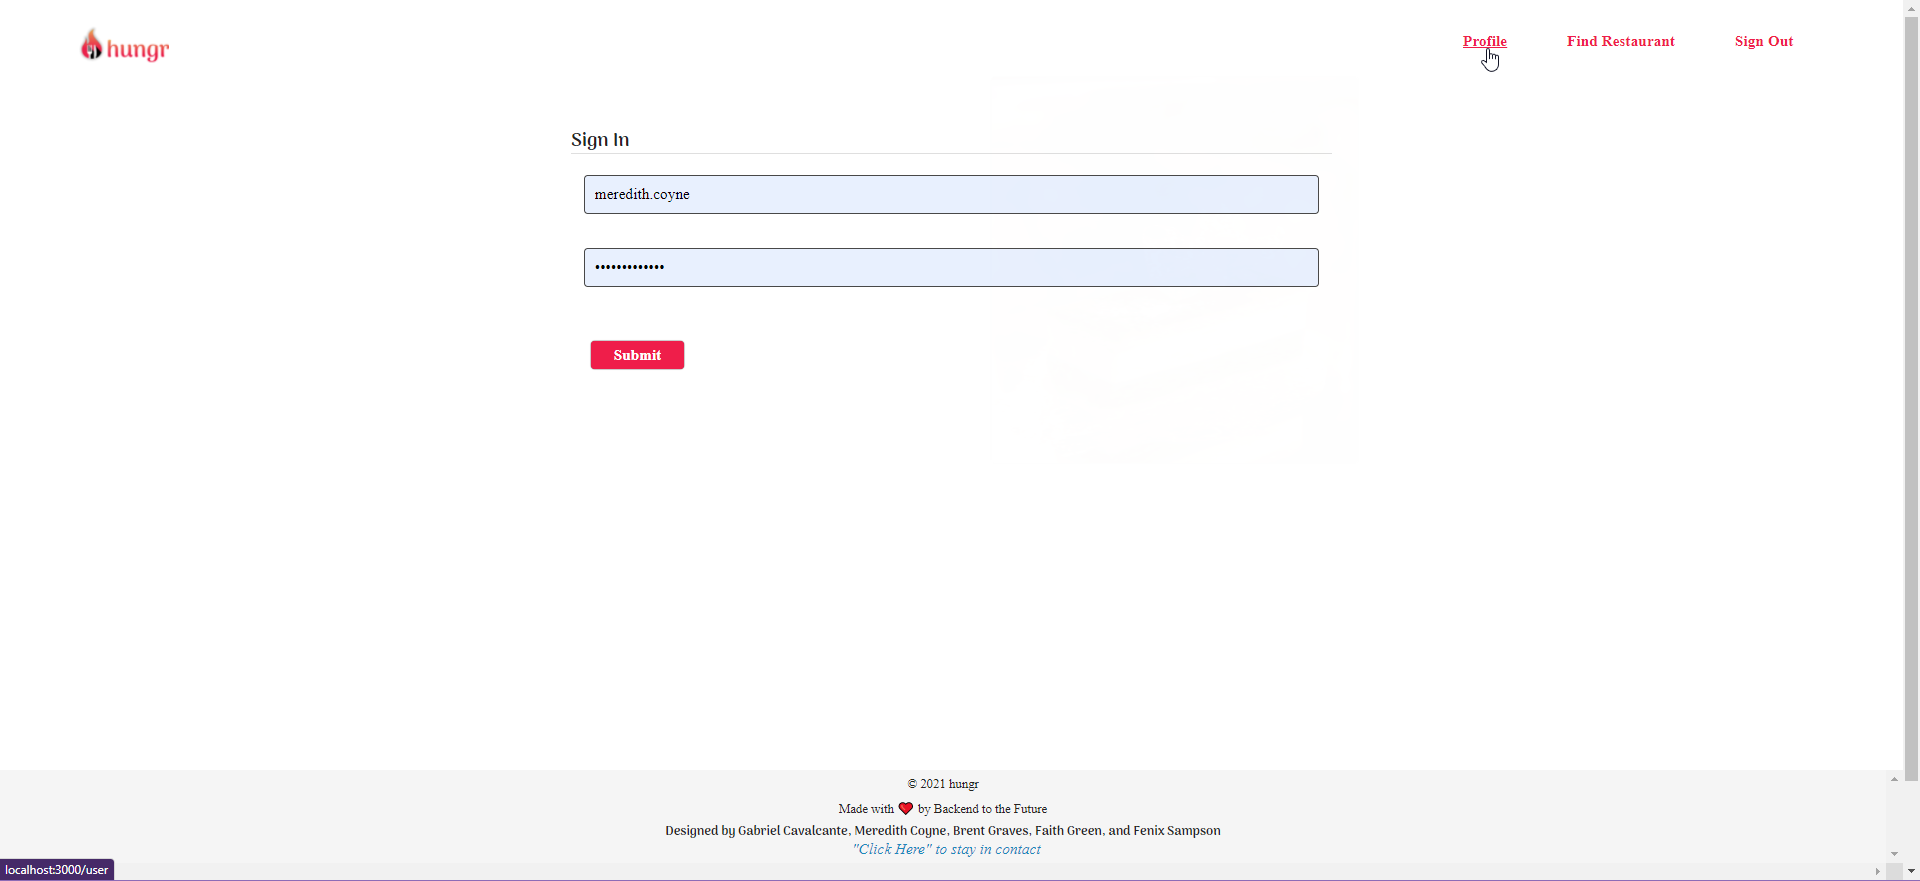 hungr
Profile
Find Restaurant
Sign Out
Sign In
meredith.coyne
•••••••••••••
Submit
© 2021 hungr
Made with ❤ by Backend to the Future
Designed by Gabriel Cavalcante, Meredith Coyne, Brent Graves, Faith Green, and Fenix Sampson
"Click Here" to stay in contact
localhost:3000/user